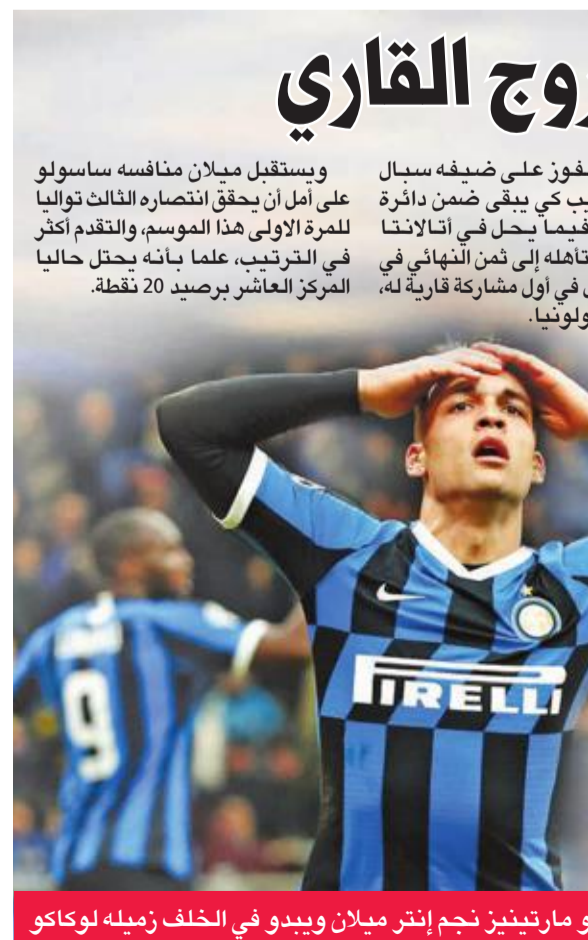 القاري
فوز على ضيفه سبال
كي يبقى ضمن دائرة
فيما يحل في أتالانتا
تأهله إلى ثمن النهائي في
في أول مشاركة قارية له،
ويستقبل ميلان منافسه ساسولو
على أمل أن يحقق انتصاره الثالث تواليا
للمرة الاولى هذا الموسم، والتقدم أكثر
في الترتيب، علما بأنه يحتل حاليا
المركز العاشر برصيد 20 نقطة.
9
PIRELLI
مارتينيز نجم إنتر ميلان ويبدو في الخلف زميله لوكاكو